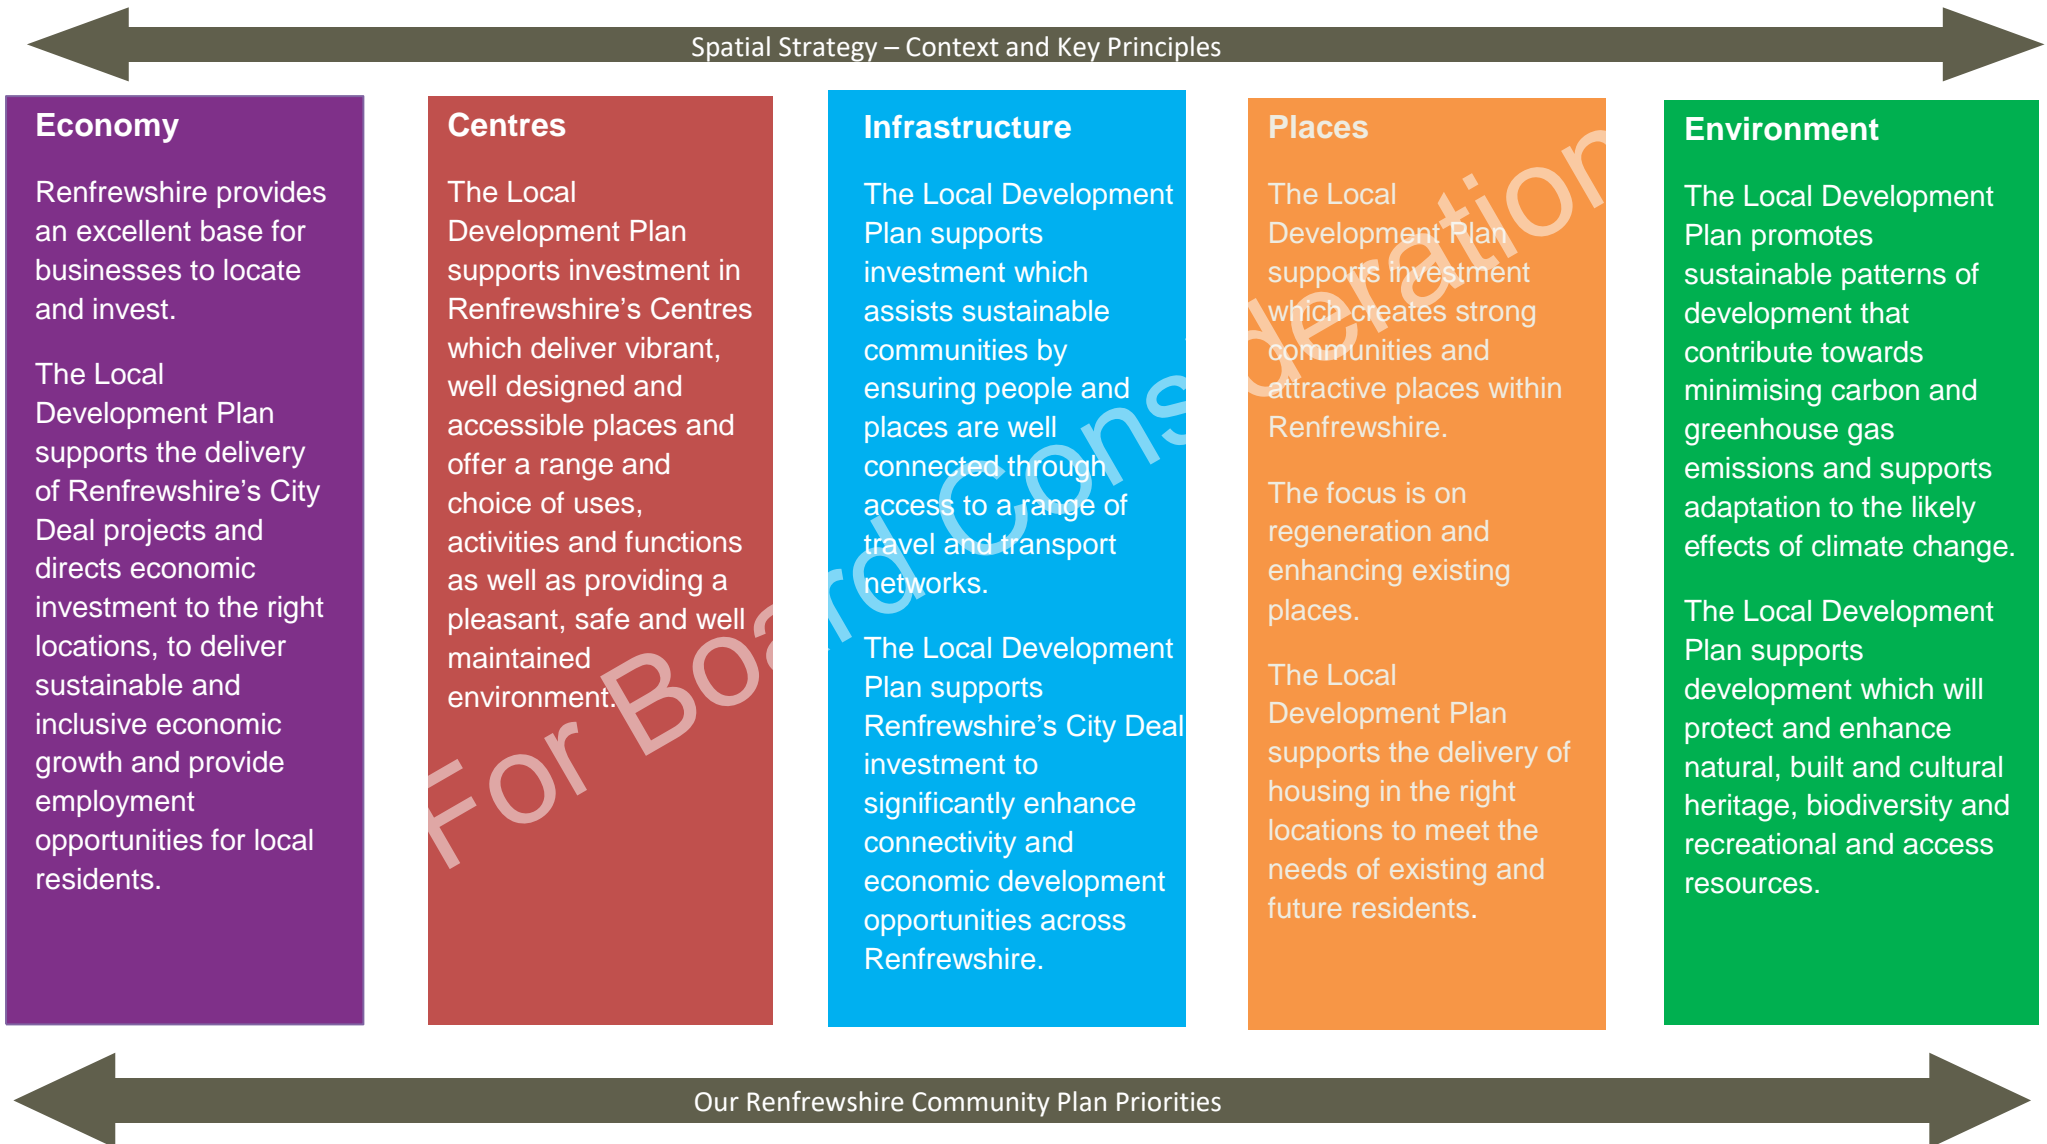 Spatial Strategy – Context and Key Principles
Economy
Renfrewshire provides
an excellent base for
businesses to locate
and invest.
The Local
Development Plan
supports the delivery
of Renfrewshire’s City
Deal projects and
directs economic
investment to the right
locations, to deliver
sustainable and
inclusive economic
growth and provide
employment
opportunities for local
residents.
Centres
The Local
Development Plan
supports investment in
Renfrewshire’s Centres
which deliver vibrant,
well designed and
accessible places and
offer a range and
choice of uses,
activities and functions
as well as providing a
pleasant, safe and well
maintained
environment.
Infrastructure
The Local Development
Plan supports
investment which
assists sustainable
communities by
ensuring people and
places are well
connected through
access to a range of
travel and transport
networks.
The Local Development
Plan supports
Renfrewshire’s City Deal
investment to
significantly enhance
connectivity and
economic development
opportunities across
Renfrewshire.
Places
The Local
Development Plan
supports investment
which creates strong
communities and
attractive places within
Renfrewshire.
The focus is on
regeneration and
enhancing existing
places.
The Local
Development Plan
supports the delivery of
housing in the right
locations to meet the
needs of existing and
future residents.
Environment
The Local Development
Plan promotes
sustainable patterns of
development that
contribute towards
minimising carbon and
greenhouse gas
emissions and supports
adaptation to the likely
effects of climate change.
The Local Development
Plan supports
development which will
protect and enhance
natural, built and cultural
heritage, biodiversity and
recreational and access
resources.
For Board Consideration
Our Renfrewshire Community Plan Priorities